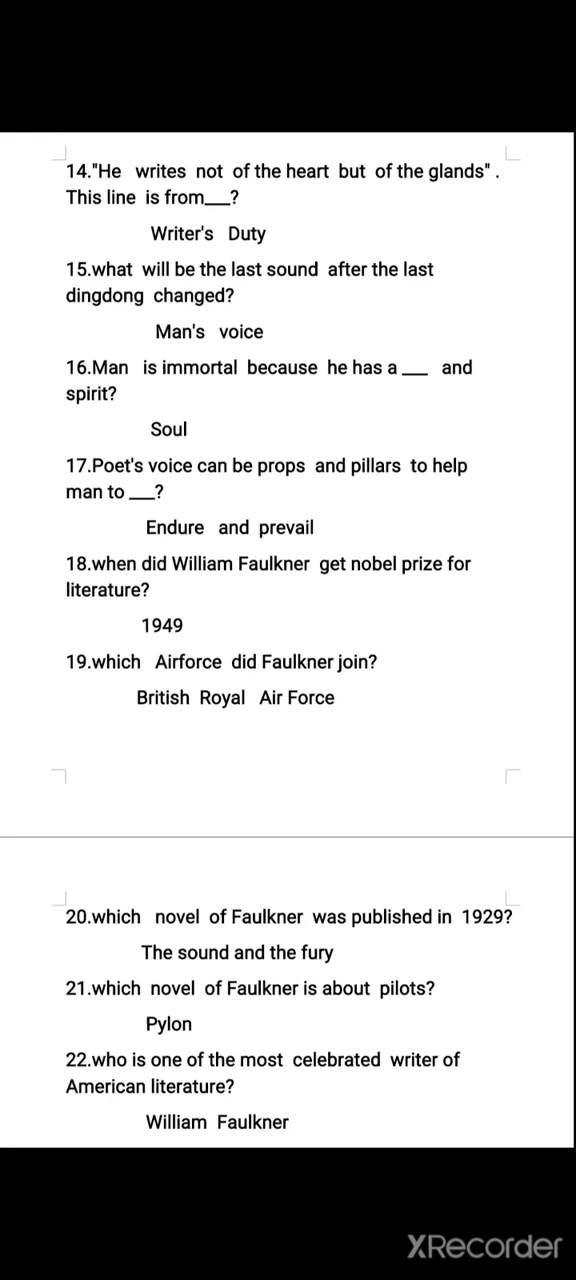 14."He writes not of the heart but of the glands" .
This line is from___?
Writer's Duty
15.what will be the last sound after the last
dingdong changed?
Man's voice
16.Man is immortal because he has a ___ and
spirit?
Soul
17.Poet's voice can be props and pillars to help
man to ___?
Endure and prevail
18.when did William Faulkner get nobel prize for
literature?
1949
19.which Airforce did Faulkner join?
British Royal Air Force
20.which novel of Faulkner was published in 1929?
The sound and the fury
21.which novel of Faulkner is about pilots?
Pylon
22.who is one of the most celebrated writer of
American literature?
William Faulkner
XRecorder